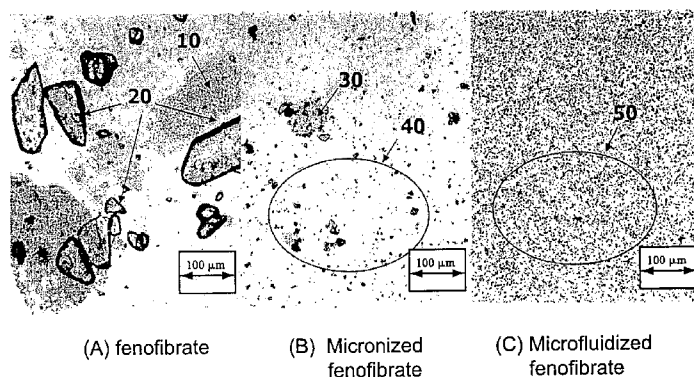 10
20
100 μm
30
40
100 μm
50
100 μm
(A) fenofibrate
(B) Micronized
fenofibrate
(C) Microfluidized
fenofibrate